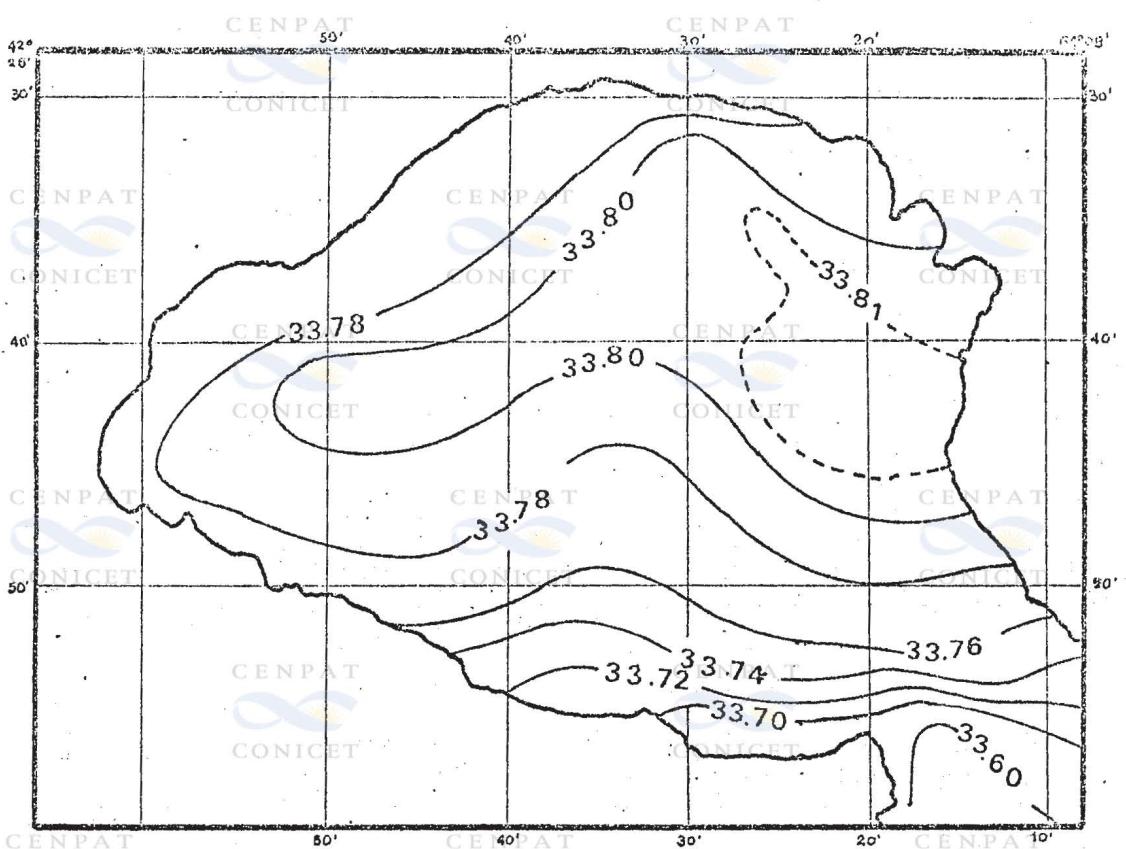 CENPAT CENPAT
50' 40' 30' 20'
42°
26'
CONICET CONICET
30' 30'
CENPAT CENPAT CENPAT
33.80
CONICET CONICET CONICET
33.81
33.78
CENPAT CENPAT
40' 40'
33.80
CONICET CONICET
CENPAT CENPAT CENPAT
33.78
CONICET CONICET CONICET
50' 50'
33.76
CENPAT CENPAT
33.74
33.72
33.70
CONICET CONICET
33.60
50' 40' 30' 20' 10'
CENPAT CENPAT CENPAT